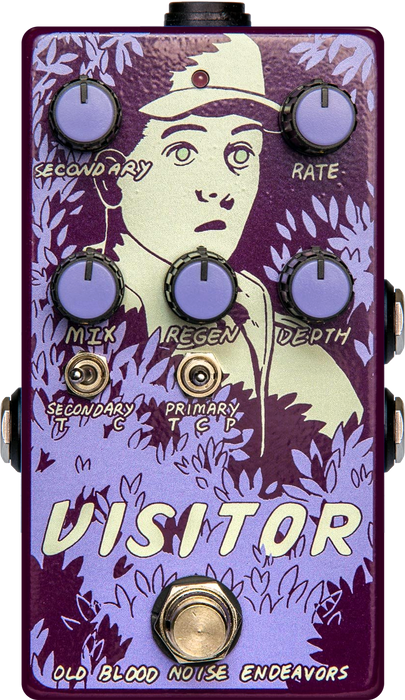 SECONDARY RATE
MIX REGEN DEPTH
SECONDARY PRIMARY
T C T C P
VISITOR
OLD BLOOD NOISE ENDEAVORS